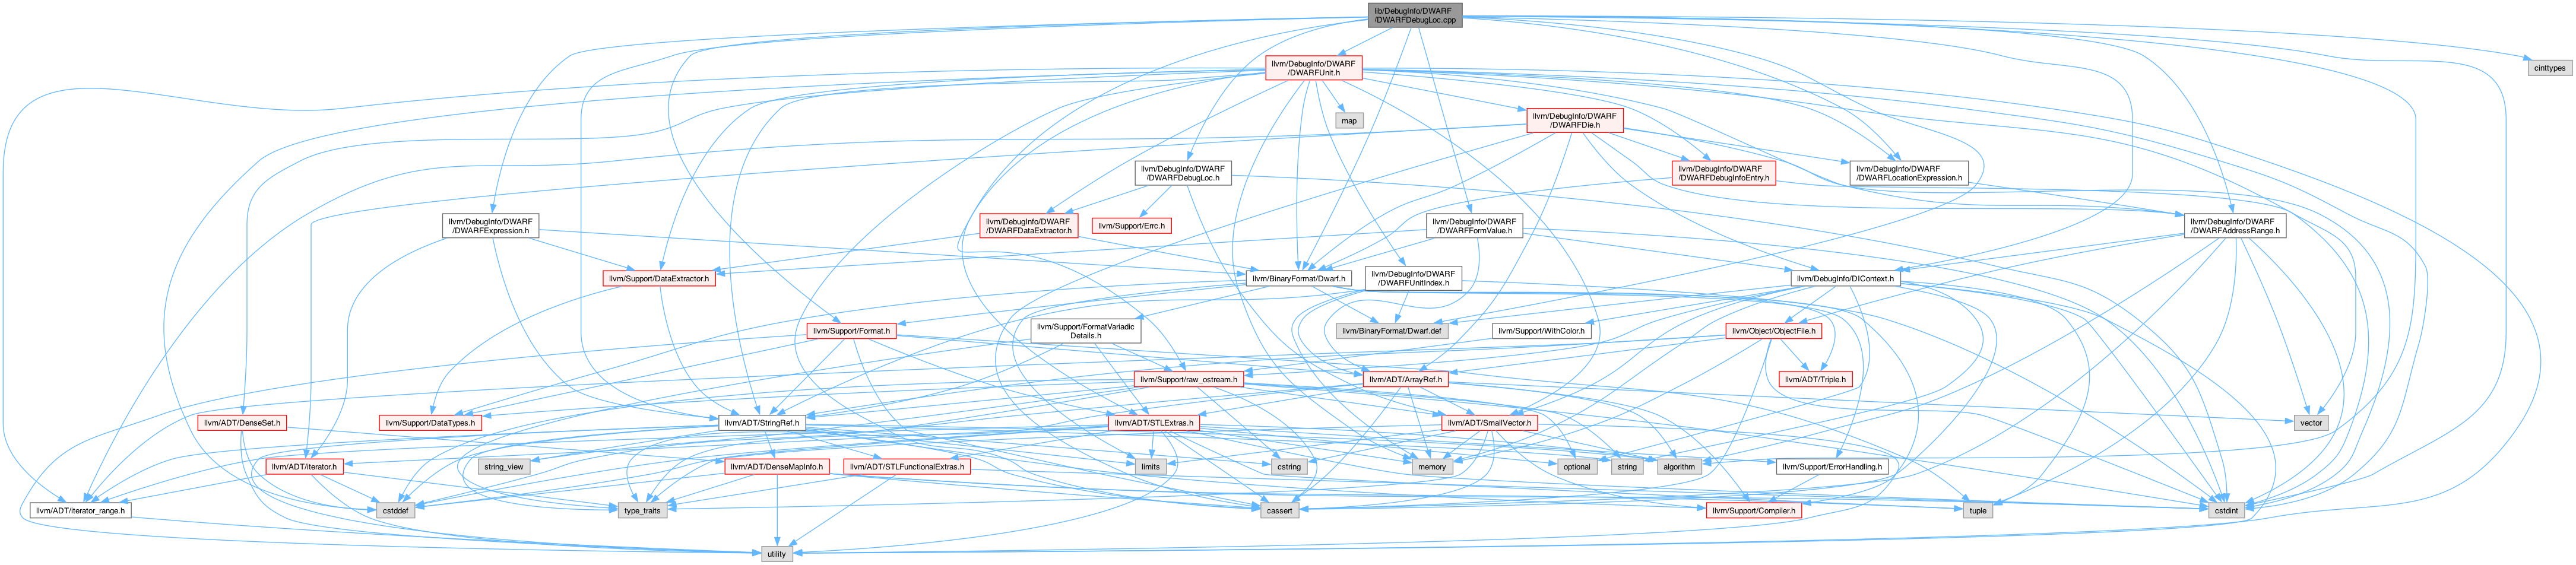 lib/DebugInfo/DWARF
/DWARFDebugLoc.cpp
llvm/DebugInfo/DWARF
/DWARFUnit.h
cinttypes
map
llvm/DebugInfo/DWARF
/DWARFDie.h
llvm/DebugInfo/DWARF
/DWARFDebugLoc.h
llvm/DebugInfo/DWARF
/DWARFDebugInfoEntry.h
llvm/DebugInfo/DWARF
/DWARFLocationExpression.h
llvm/DebugInfo/DWARF
/DWARFExpression.h
llvm/DebugInfo/DWARF
/DWARFDataExtractor.h
llvm/Support/Errc.h
llvm/DebugInfo/DWARF
/DWARFFormValue.h
llvm/DebugInfo/DWARF
/DWARFAddressRange.h
llvm/Support/DataExtractor.h
llvm/BinaryFormat/Dwarf.h
llvm/DebugInfo/DWARF
/DWARFUnitIndex.h
llvm/DebugInfo/DIContext.h
llvm/Support/Format.h
llvm/Support/FormatVariadic
Details.h
llvm/BinaryFormat/Dwarf.def
llvm/Support/WithColor.h
llvm/Object/ObjectFile.h
llvm/Support/raw_ostream.h
llvm/ADT/ArrayRef.h
llvm/ADT/Triple.h
llvm/ADT/DenseSet.h
llvm/Support/DataTypes.h
llvm/ADT/StringRef.h
llvm/ADT/STLExtras.h
llvm/ADT/SmallVector.h
vector
llvm/ADT/iterator.h
string_view
llvm/ADT/DenseMapInfo.h
llvm/ADT/STLFunctionalExtras.h
limits
cstring
memory
optional
string
algorithm
llvm/Support/ErrorHandling.h
llvm/ADT/iterator_range.h
cstddef
type_traits
cassert
llvm/Support/Compiler.h
tuple
cstdint
utility